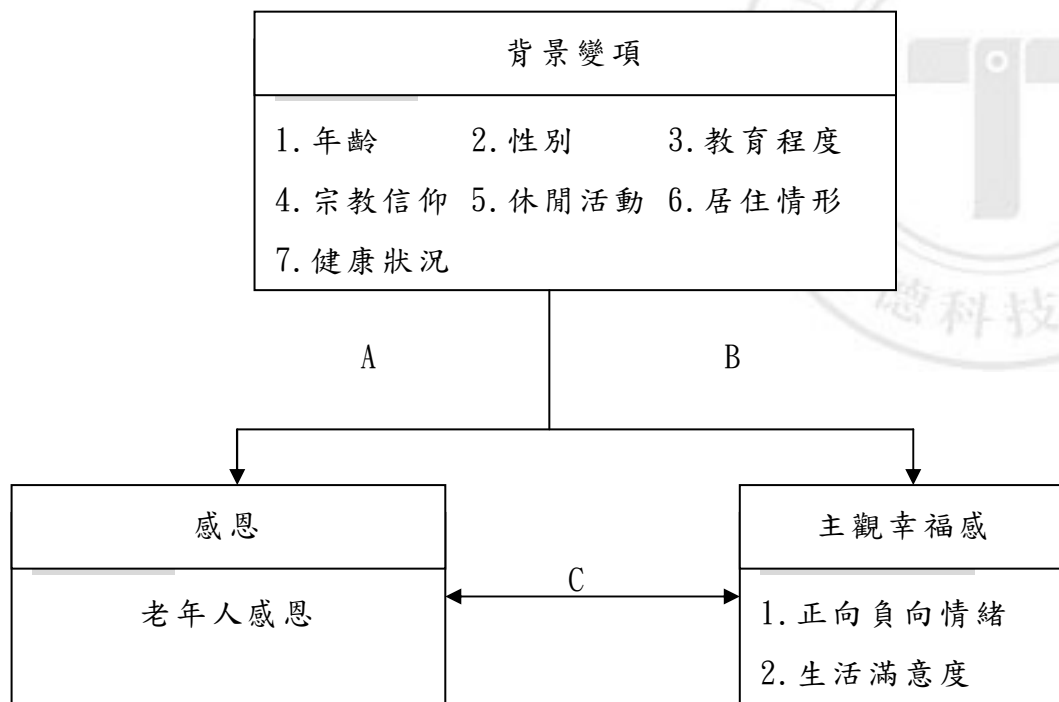 背景變項
1.年齡 2.性別 3.教育程度
4.宗教信仰 5.休閒活動 6.居住情形
7.健康狀況
德科技
A B
感恩 主觀幸福感
C
老年人感恩 1.正向負向情緒
2.生活滿意度